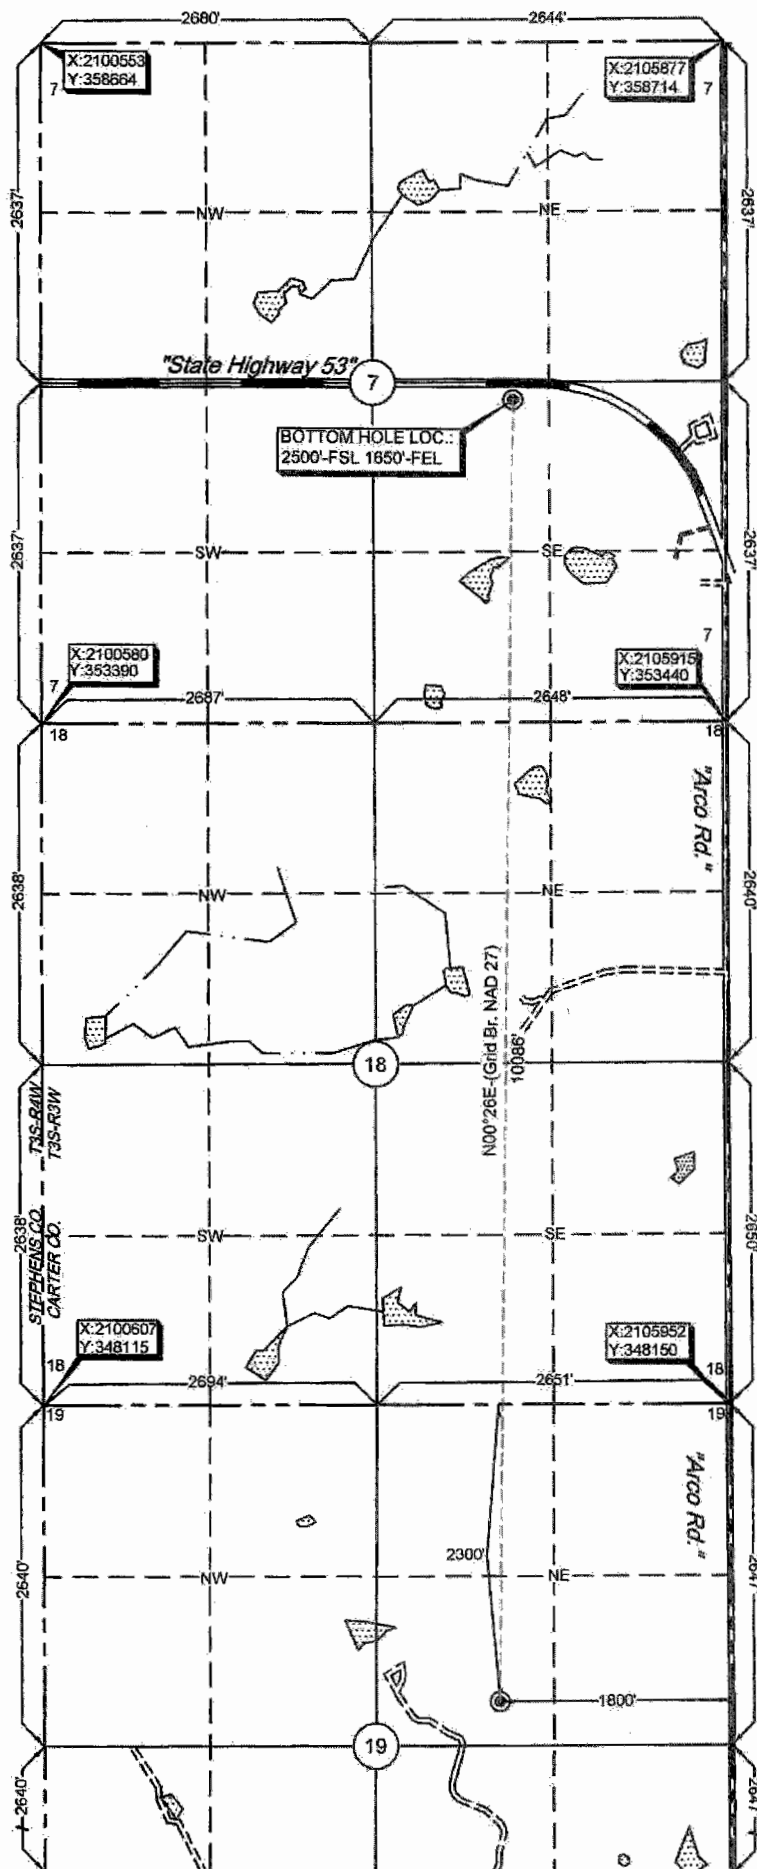 2680'
2644'
X:2100553
Y:358664
X:2105877
Y:358714
7
7
2637'
2637'
NW
NE
"State Highway 53"
7
BOTTOM HOLE LOC.:
2500'-FSL 1650'-FEL
2637'
2637'
SW
SE
X:2100580
Y:353390
X:2105915
Y:353440
7
7
2687'
2648'
18
18
"Arco Rd."
2638'
2640'
NW
NE
N00°26E-(Grid Br. NAD 27)
10086'
18
T3S-R4W
T3S-R3W
STEPHENS CO.
CARTER CO.
2638'
2650'
SW
SE
X:2100607
Y:348115
X:2105952
Y:348150
18
18
2694'
2651'
19
19
"Arco Rd."
2300'
2640'
2647'
NW
NE
1800'
19
2640'
2647'